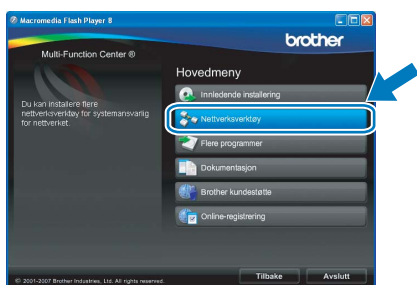 Macromedia Flash Player 8
brother
Multi-Function Center ®
Hovedmeny
Du kan installere flere
nettverksverktøy for systemansvarlig
for nettverket.
Innledende installering
Nettverksverktøy
Flere programmer
Dokumentasjon
Brother kundestøtte
Online-registrering
© 2001-2007 Brother Industries, Ltd. All rights reserved.
Tilbake
Avslutt